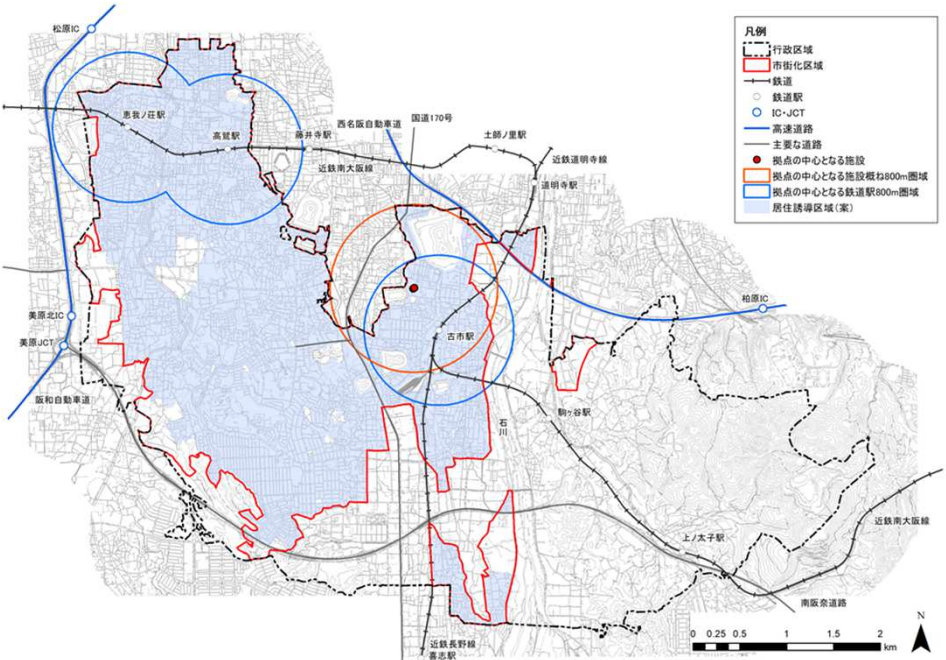 松原IC
凡例
行政区域
市街化区域
鉄道
鉄道駅
IC・JCT
高速道路
主要な道路
拠点の中心となる施設
拠点の中心となる施設概ね800m圏域
拠点の中心となる鉄道駅800m圏域
居住誘導区域(案)
恵我ノ荘駅
高鷲駅
藤井寺駅
西名阪自動車道
国道170号
土師ノ里駅
近鉄南大阪線
近鉄道明寺線
道明寺駅
柏原IC
美原北IC
古市駅
美原JCT
阪和自動車道
駒ヶ谷駅
石川
上ノ太子駅
近鉄南大阪線
南阪奈道路
近鉄長野線
喜志駅
N
0 0.25 0.5 1 1.5 2
km